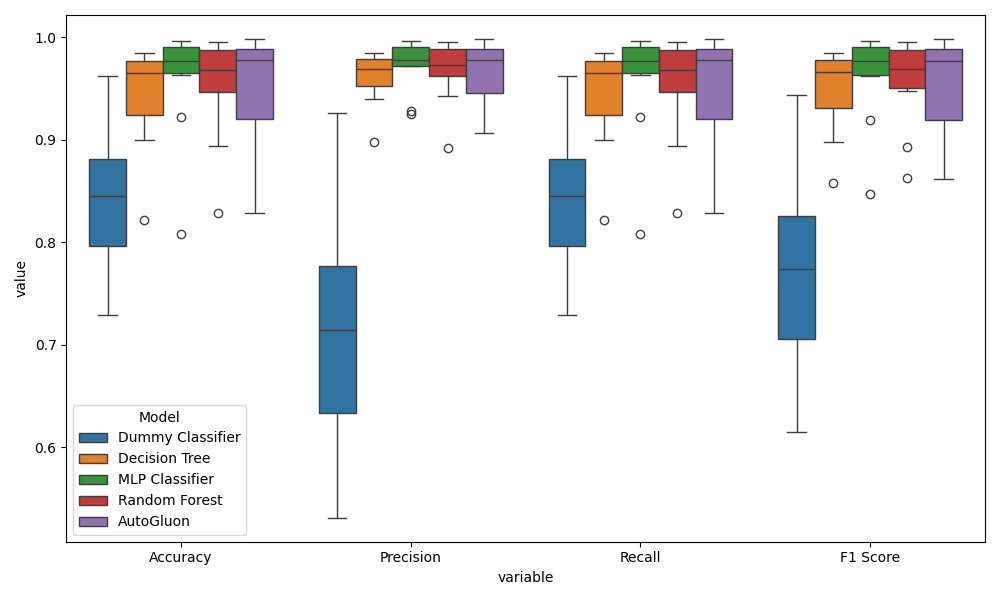 1.0
0.9
0.8
0.7
0.6
value
Model
Dummy Classifier
Decision Tree
MLP Classifier
Random Forest
AutoGluon
Accuracy Precision Recall F1 Score
variable